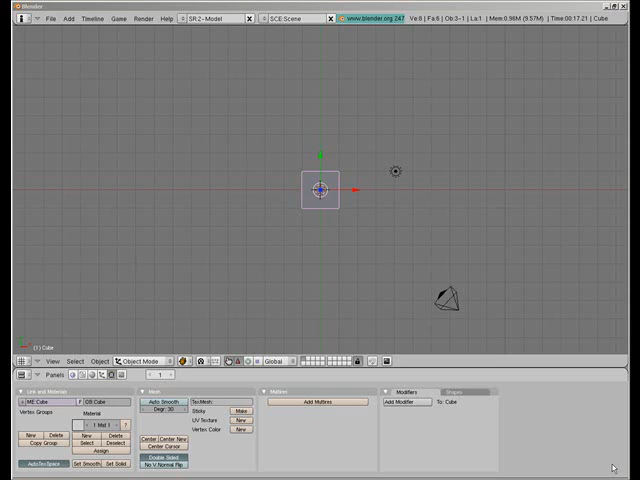 Blender
File Add Timeline Game Render Help SR:2-Model SCE:Scene www.blender.org 247 Ve:8 | Fa:6 | Ob:3-1 | La:1 | Mem:0.96M (9.57M) | Time:00:17.21 | Cube
(1) Cube
View Select Object Object Mode Global
Panels 1
Link and Materials Mesh Multires Modifiers Shapes
ME:Cube F OB:Cube Auto Smooth TexMesh: Add Multires Add Modifier To: Cube
Degr: 30
Vertex Groups Material Sticky Make
1 Mat 1 ? UV Texture New
New Delete New Delete Vertex Color New
Copy Group Select Deselect Center Center New
Assign Center Cursor
Double Sided
AutoTexSpace Set Smooth Set Solid No V.Normal Flip